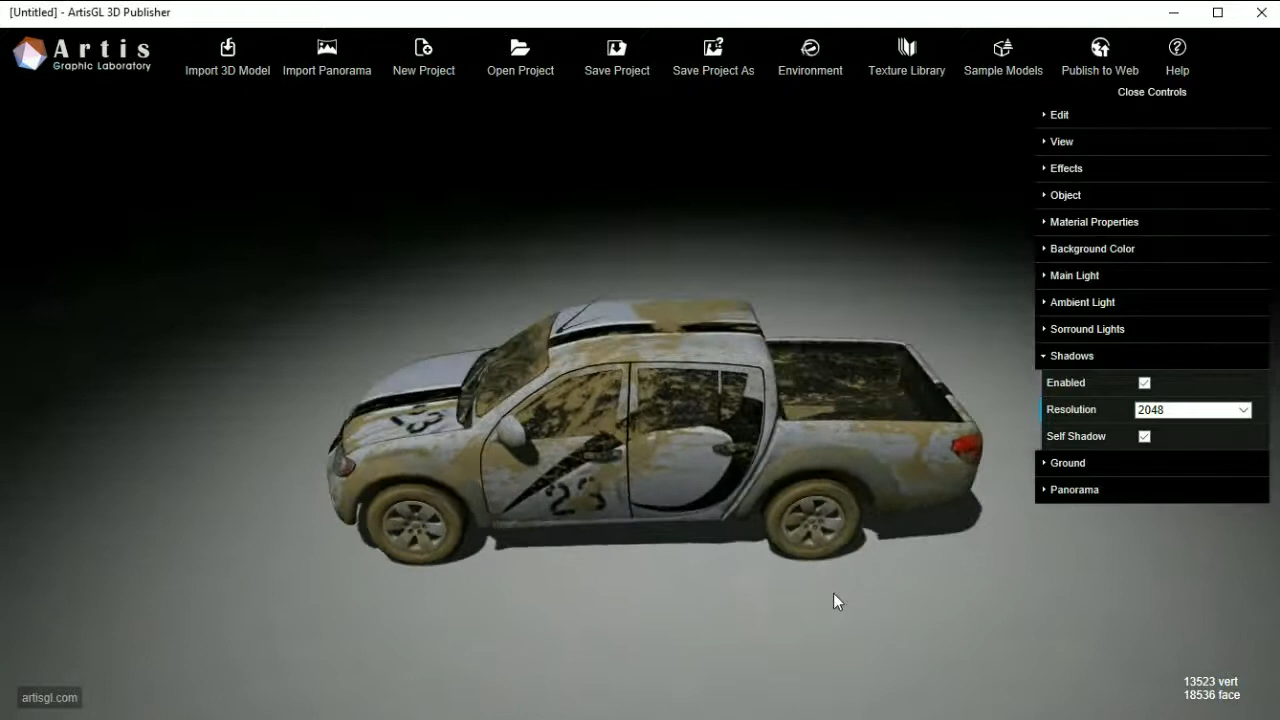 [Untitled] - ArtisGL 3D Publisher
Artis
Graphic Laboratory
Import 3D Model
Import Panorama
New Project
Open Project
Save Project
Save Project As
Environment
Texture Library
Sample Models
Publish to Web
Help
Close Controls
Edit
View
Effects
Object
Material Properties
Background Color
Main Light
Ambient Light
Sorround Lights
Shadows
Enabled
Resolution 2048
Self Shadow
Ground
Panorama
23
23
artisgl.com
13523 vert
18536 face